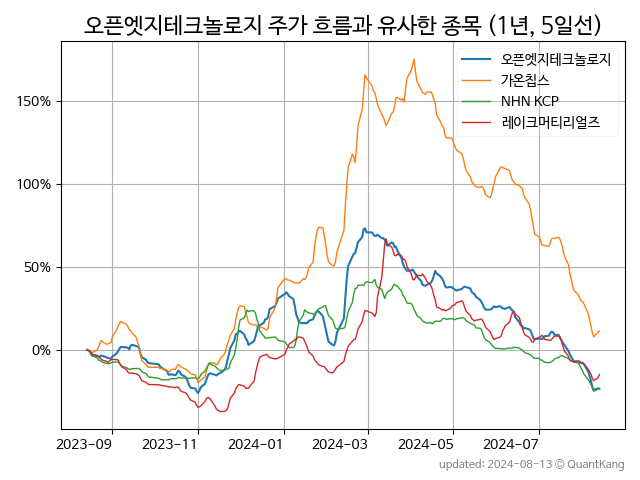 오픈엣지테크놀로지 주가 흐름과 유사한 종목 (1년, 5일선)
오픈엣지테크놀로지
가온칩스
NHN KCP
레이크머티리얼즈
150%
100%
50%
0%
2023-09
2023-11
2024-01
2024-03
2024-05
2024-07
updated: 2024-08-13 © QuantKang